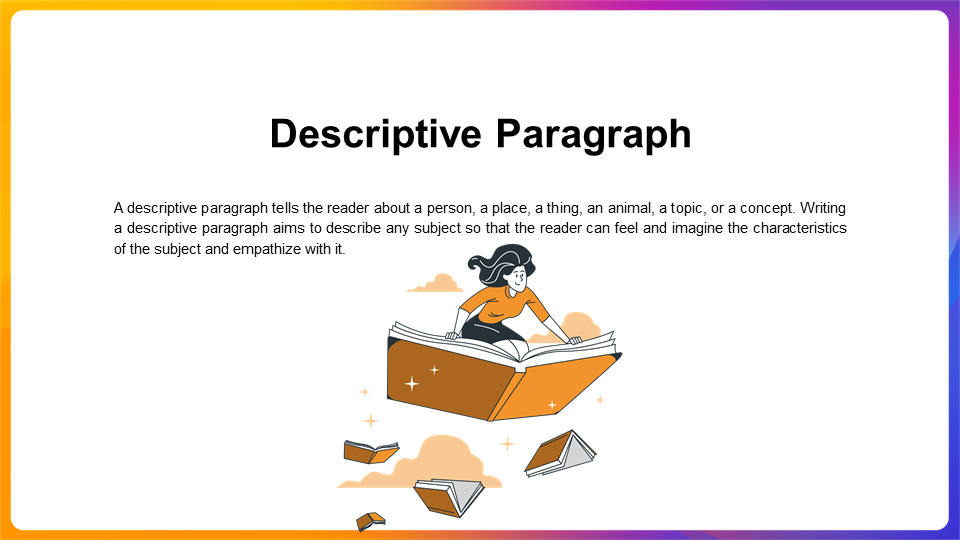 Descriptive Paragraph
A descriptive paragraph tells the reader about a person, a place, a thing, an animal, a topic, or a concept. Writing
a descriptive paragraph aims to describe any subject so that the reader can feel and imagine the characteristics
of the subject and empathize with it.